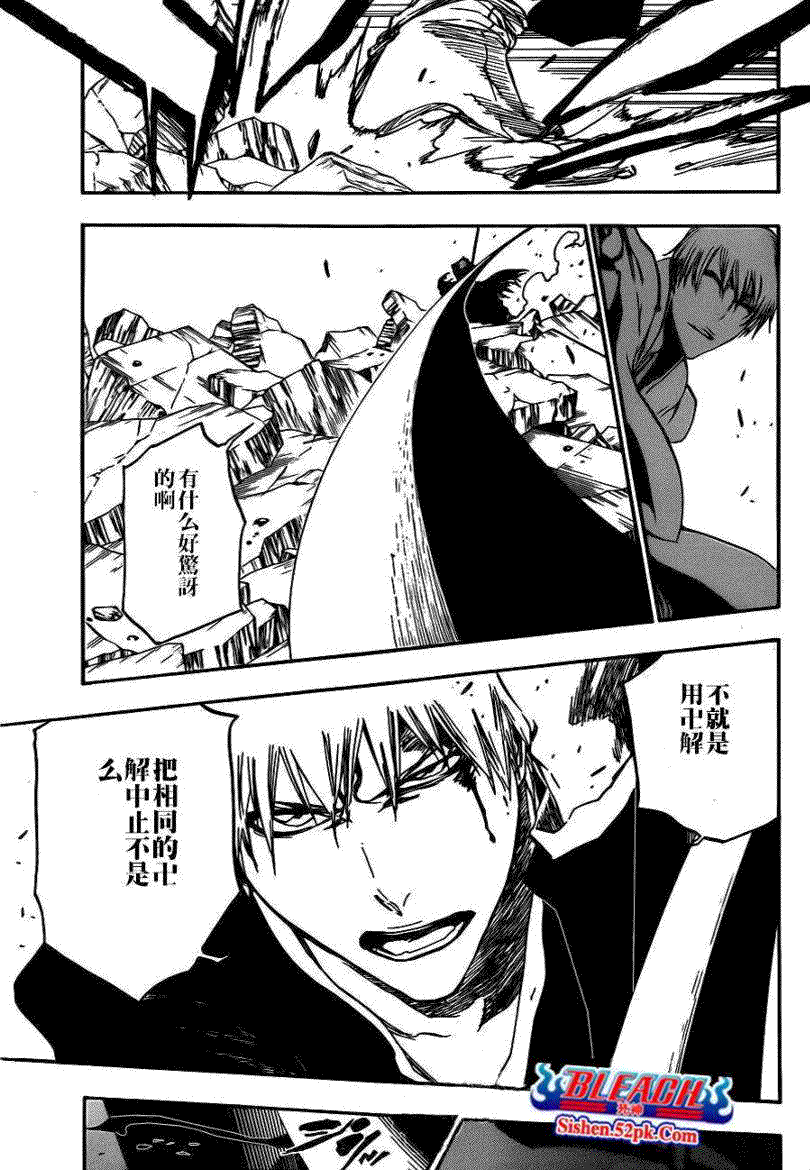 有什么好驚訝
的啊
不就是
用卍解
把相同的卍
解中止不是
么
BLEACH
死神
Sishen.52pk.Com